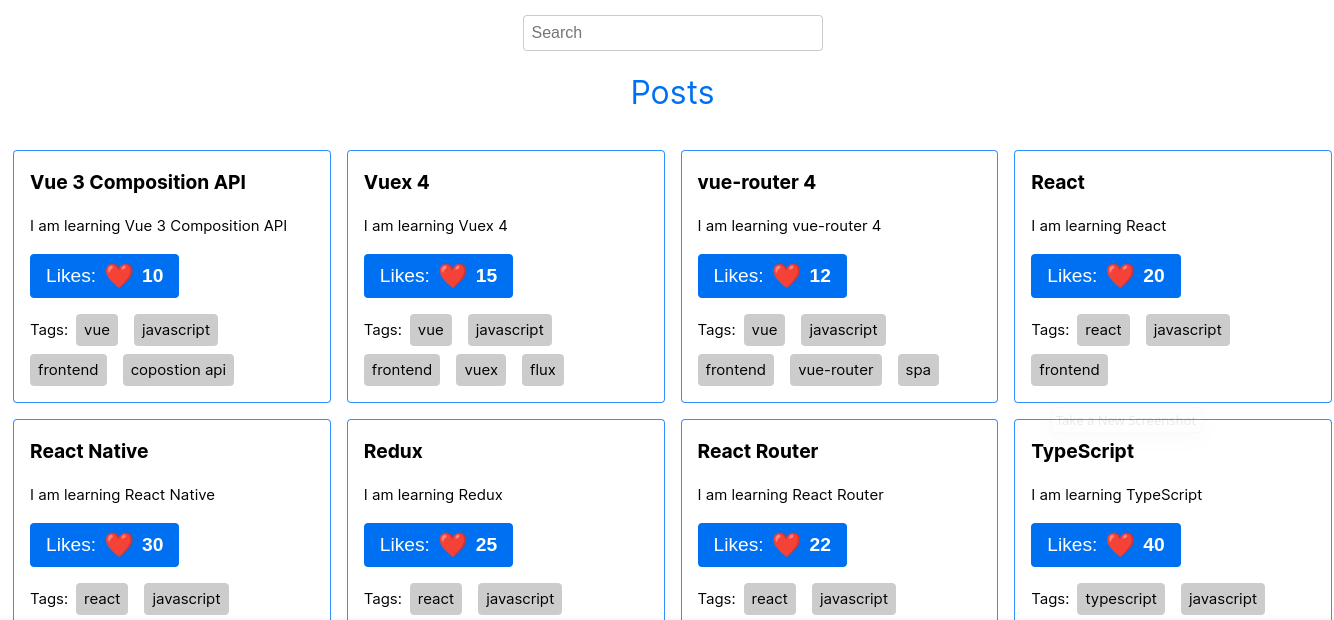 Search
Posts
Vue 3 Composition API
I am learning Vue 3 Composition API
Likes: ❤️ 10
Tags: vue javascript
frontend copostion api
Vuex 4
I am learning Vuex 4
Likes: ❤️ 15
Tags: vue javascript
frontend vuex flux
vue-router 4
I am learning vue-router 4
Likes: ❤️ 12
Tags: vue javascript
frontend vue-router spa
React
I am learning React
Likes: ❤️ 20
Tags: react javascript
frontend
Take a New Screenshot
React Native
I am learning React Native
Likes: ❤️ 30
Tags: react javascript
Redux
I am learning Redux
Likes: ❤️ 25
Tags: react javascript
React Router
I am learning React Router
Likes: ❤️ 22
Tags: react javascript
TypeScript
I am learning TypeScript
Likes: ❤️ 40
Tags: typescript javascript